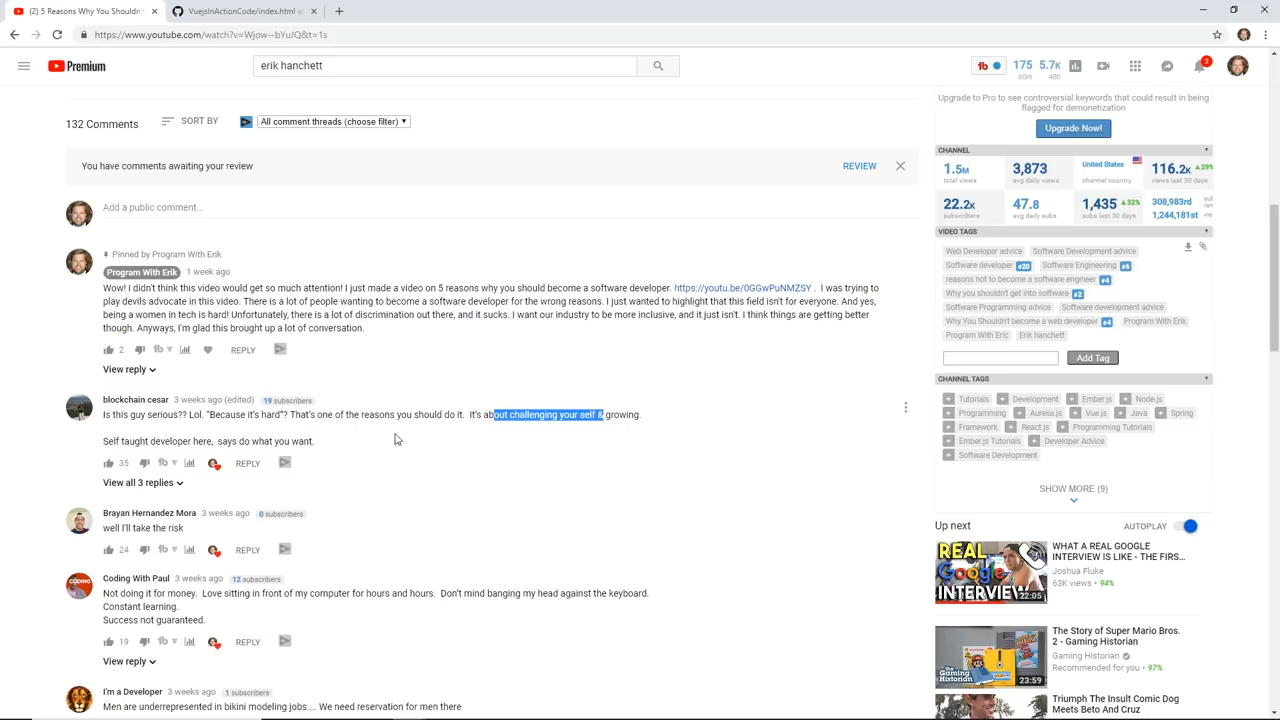 (2) 5 Reasons Why You Shouldn'
VuejsInActionCode/index.html at
https://www.youtube.com/watch?v=Wjow--bYuJQ&t=1s
Premium
erik hanchett
tb
175
60m
5.7K
48h
2
Upgrade to Pro to see controversial keywords that could result in being
flagged for demonetization
Upgrade Now!
132 Comments
SORT BY
All comment threads (choose filter)
You have comments awaiting your review
REVIEW
Add a public comment...
Pinned by Program With Erik
Program With Erik 1 week ago
Wow! I didn't think this video would get so much attention! I just made a video on 5 reasons why you should become a software developer. https://youtu.be/0GGwPuNMZSY . I was trying to
play devils advocate in this video. There is a lot of people that become a software developer for the wrong reasons. I just wanted to highlight that this field isn't for everyone. And yes,
being a women in tech is hard! Unfortunately, there is a lot of discrimination out there, and it sucks. I want our industry to be more inclusive, and it just isn't. I think things are getting better
though. Anyways, I'm glad this brought up a lot of conversation.
2 REPLY
View reply
blockchain cesar 3 weeks ago (edited) 19 subscribers
Is this guy serious?? Lol. "Because it's hard"? That's one of the reasons you should do it. It's about challenging your self & growing.
Self taught developer here, says do what you want.
35 REPLY
View all 3 replies
Brayan Hernandez Mora 3 weeks ago 0 subscribers
well I'll take the risk
24 REPLY
Coding With Paul 3 weeks ago 12 subscribers
Not doing it for money. Love sitting in front of my computer for hours and hours. Don't mind banging my head against the keyboard.
Constant learning.
Success not guaranteed.
19 REPLY
View reply
I'm a Developer 3 weeks ago 1 subscribers
Men are underrepresented in bikini modeling jobs.... We need reservation for men there
CHANNEL
1.5M
total views
3,873
avg daily views
United States
channel country
116.2K 29%
views last 30 days
22.2K
subscribers
47.8
avg daily subs
1,435 32%
subs last 30 days
308,983rd
1,244,181st
VIDEO TAGS
Web Developer advice Software Development advice
Software developer #20 Software Engineering #6
reasons not to become a software engineer #4
Why you shouldn't get into software #2
Software Programming advice Software development advice
Why You Shouldn't become a web developer #4 Program With Erik
Program With Eric Erik hanchett
Add Tag
CHANNEL TAGS
Tutorials Development Ember.js Node.js
Programming Aurelia.js Vue.js Java Spring
Framework React.js Programming Tutorials
Ember.js Tutorials Developer Advice
Software Development
SHOW MORE (9)
Up next
AUTOPLAY
REAL
Google
INTERVIEW
22:05
WHAT A REAL GOOGLE
INTERVIEW IS LIKE - THE FIRS...
Joshua Fluke
63K views • 94%
23:59
The Story of Super Mario Bros.
2 - Gaming Historian
Gaming Historian
Recommended for you • 97%
Triumph The Insult Comic Dog
Meets Beto And Cruz